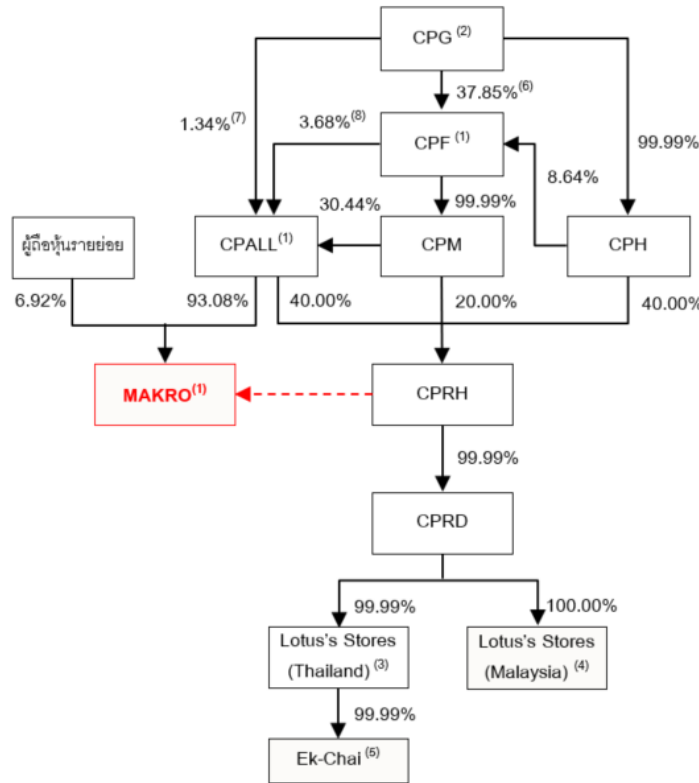 CPG (2)
37.85%(6)
1.34%(7)
3.68%(8)
CPF (1)
99.99%
8.64%
30.44%
99.99%
ผู้ถือหุ้นรายย่อย
CPALL(1)
CPM
CPH
6.92%
93.08%
40.00%
20.00%
40.00%
MAKRO(1)
CPRH
99.99%
CPRD
99.99%
100.00%
Lotus's Stores
(Thailand) (3)
Lotus's Stores
(Malaysia) (4)
99.99%
Ek-Chai (5)